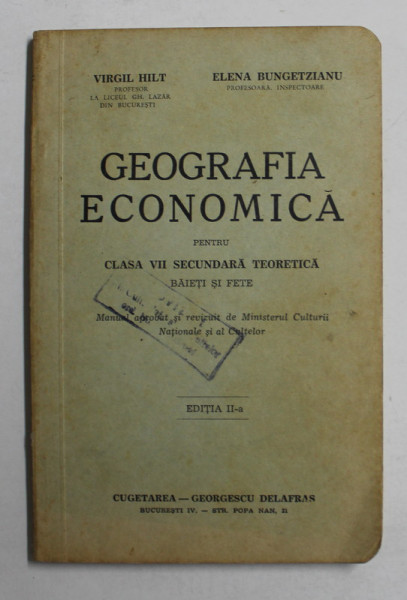 VIRGIL HILT
PROFESOR
LA LICEUL GH. LAZĂR
DIN BUCUREȘTI
ELENA BUNGETZIANU
PROFESOARĂ, INSPECTOARE
GEOGRAFIA
ECONOMICĂ
PENTRU
CLASA VII SECUNDARĂ TEORETICĂ
BĂIEȚI ȘI FETE
Manual aprobat și revizuit de Ministerul Culturii
Naționale și al Cultelor
EDIȚIA II-a
CUGETAREA — GEORGESCU DELAFRAS
BUCUREȘTI IV. — STR. POPA NAN, 21